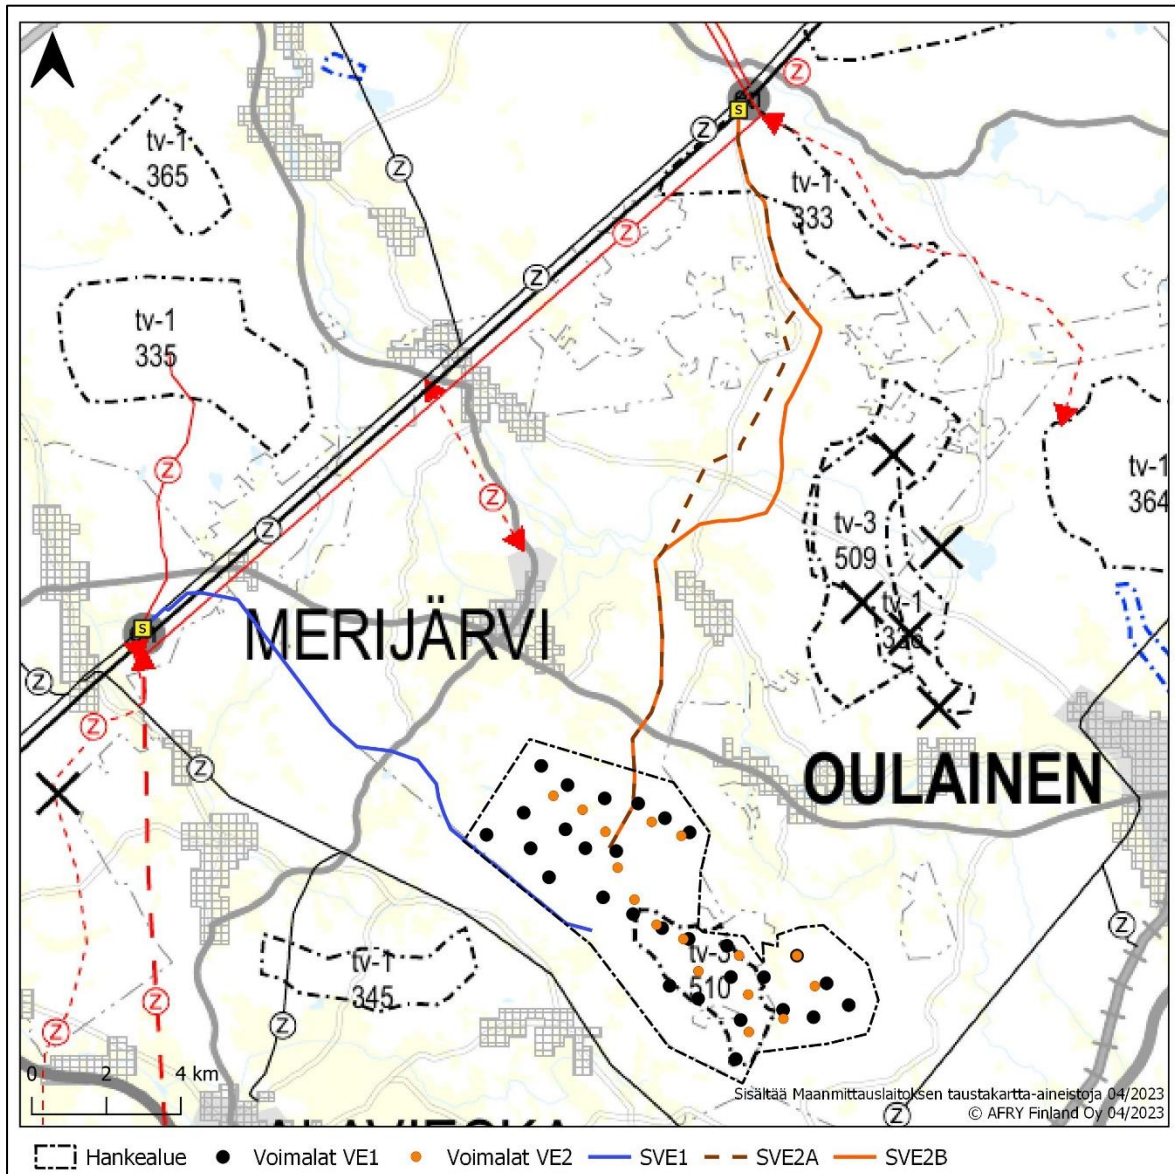 Z
tv-1
365
Z
Z
S
tv-1
333
Z
Z
tv-1
335
Z
Z
Z
tv-1
364
tv-3
509
tv-1
S
MERIJÄRVI
Z
Z
Z
OULAINEN
Z
tv-1
345
tv-3
510
Z
Z
Z
0 2 4 km
Z
Sisältää Maanmittauslaitoksen taustakartta-aineistoja 04/2023
© AFRY Finland Oy 04/2023
Hankealue Voimalat VE1 Voimalat VE2 SVE1 SVE2A SVE2B